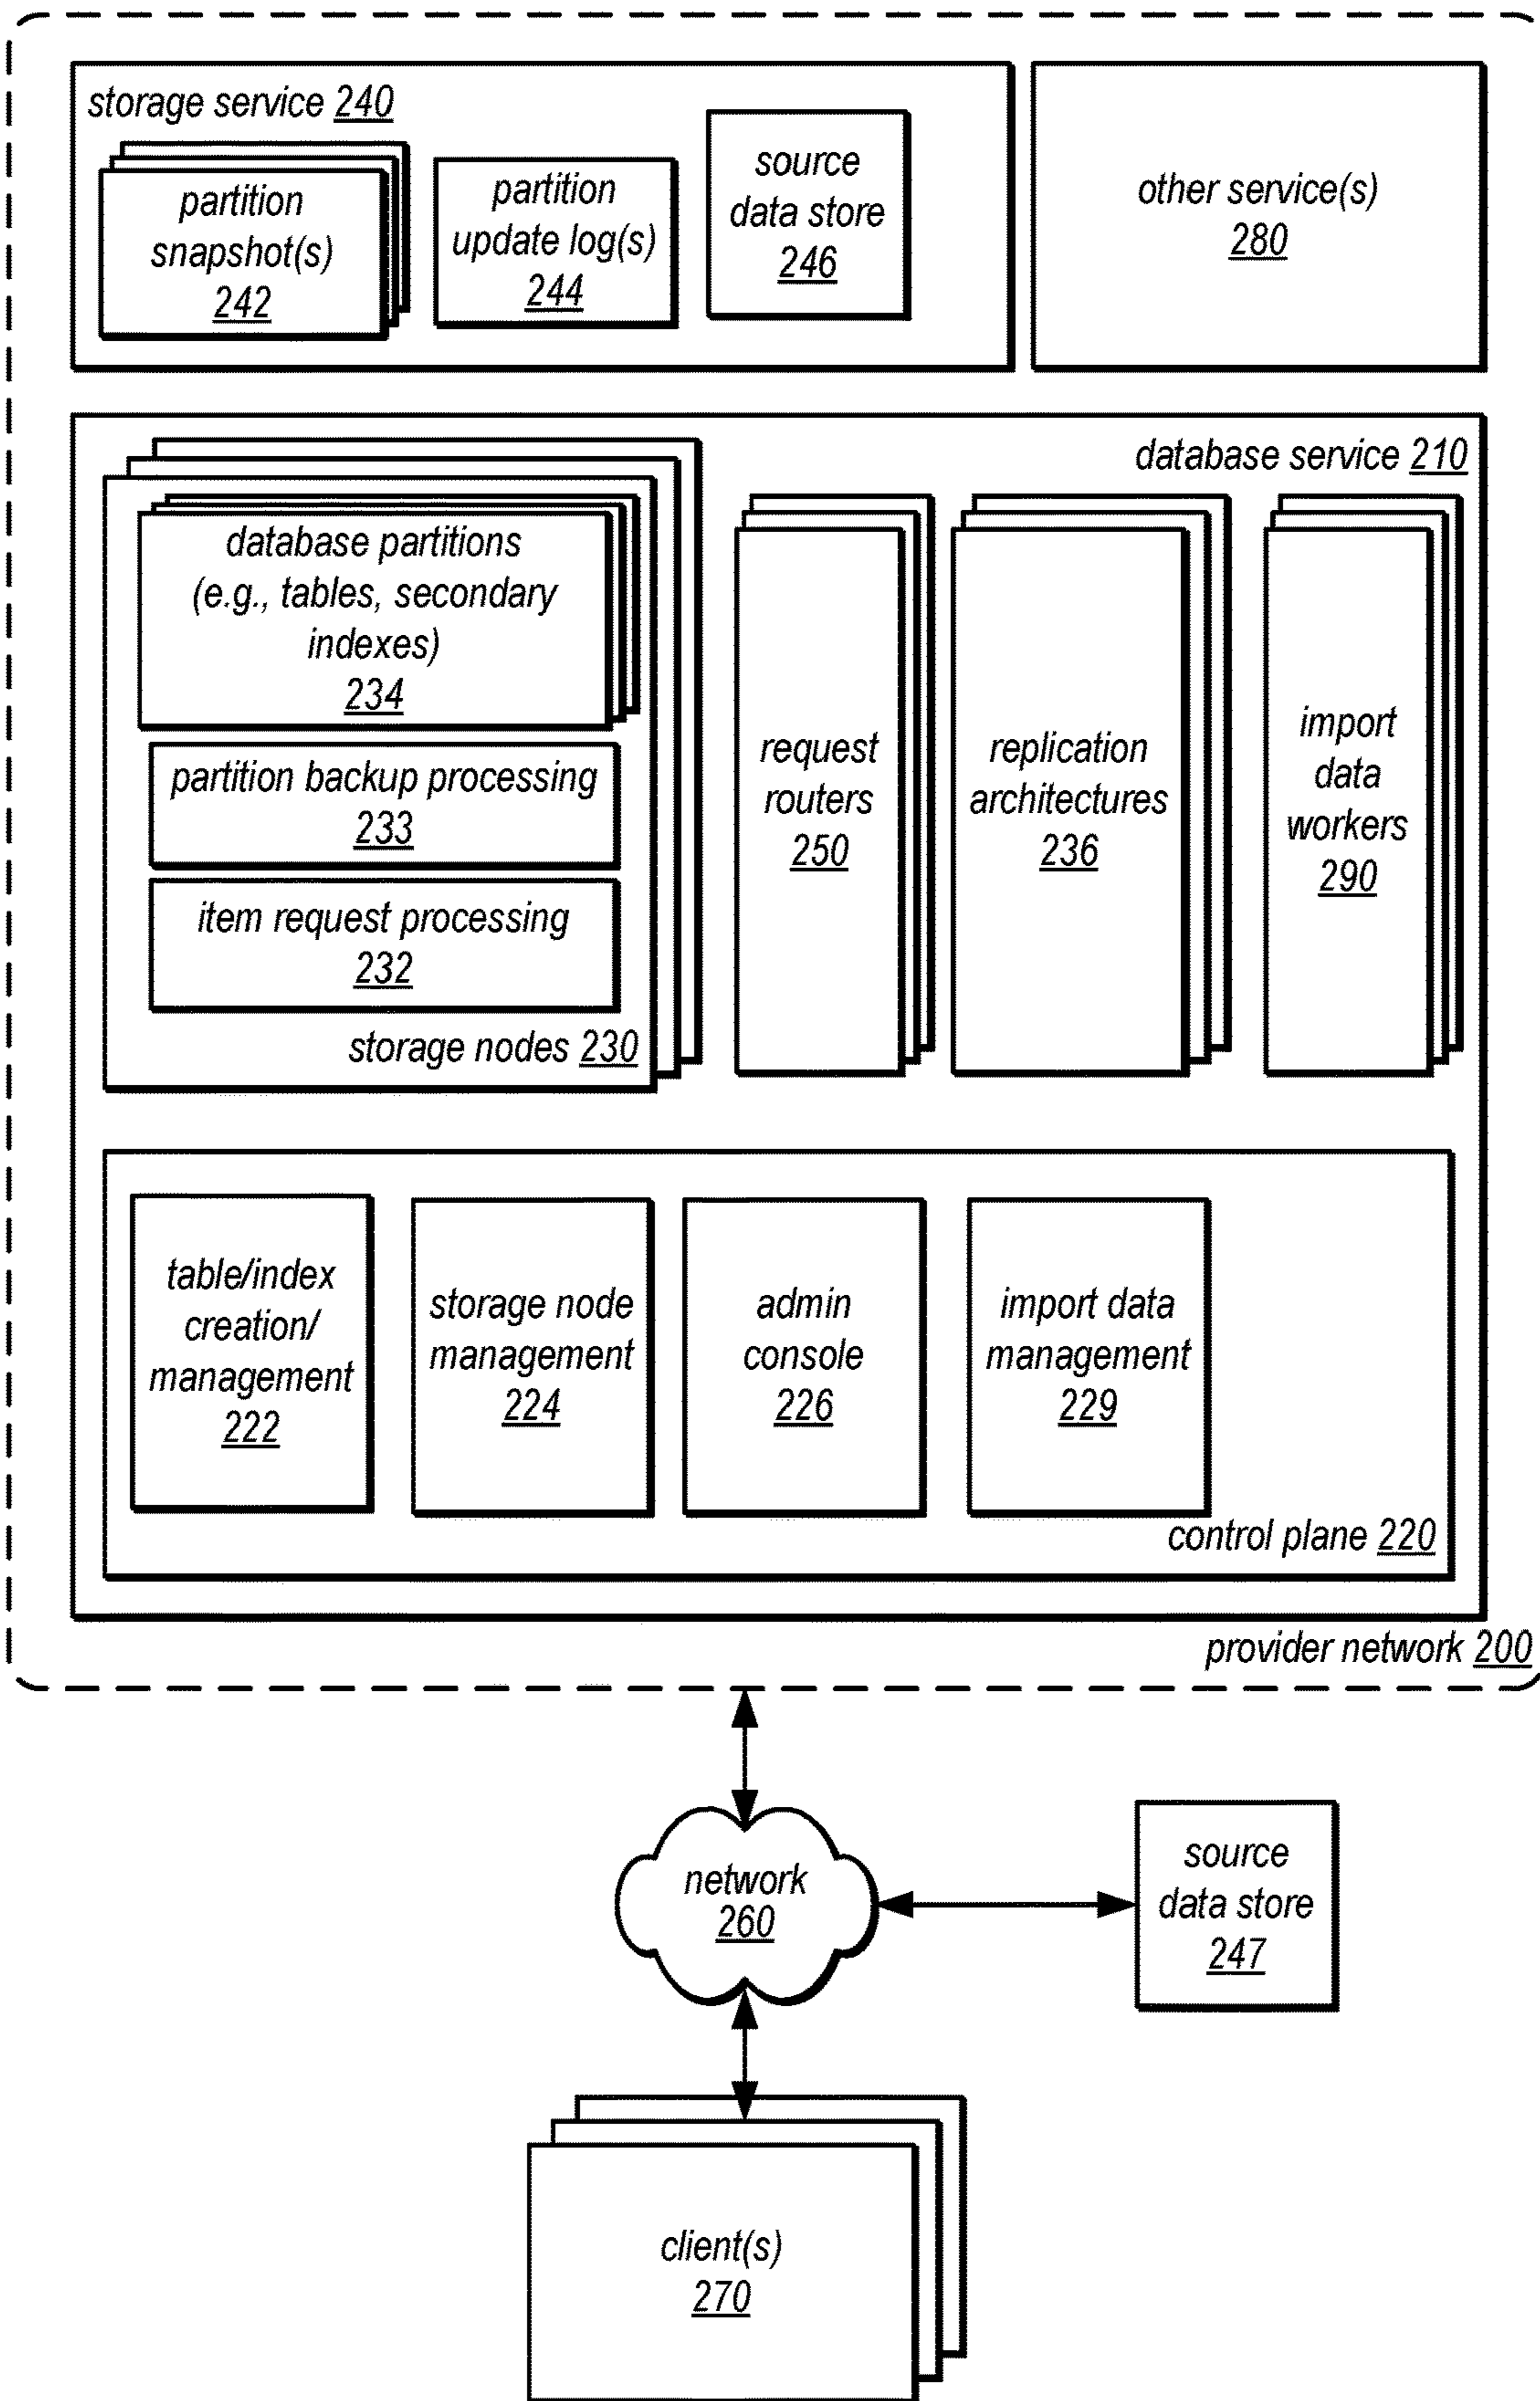 storage service 240
partition
snapshot(s)
242
partition
update log(s)
244
source
data store
246
other service(s)
280
database service 210
database partitions
(e.g., tables, secondary
indexes)
234
partition backup processing
233
item request processing
232
storage nodes 230
request
routers
250
replication
architectures
236
import
data
workers
290
table/index
creation/
management
222
storage node
management
224
admin
console
226
import data
management
229
control plane 220
provider network 200
network
260
source
data store
247
client(s)
270